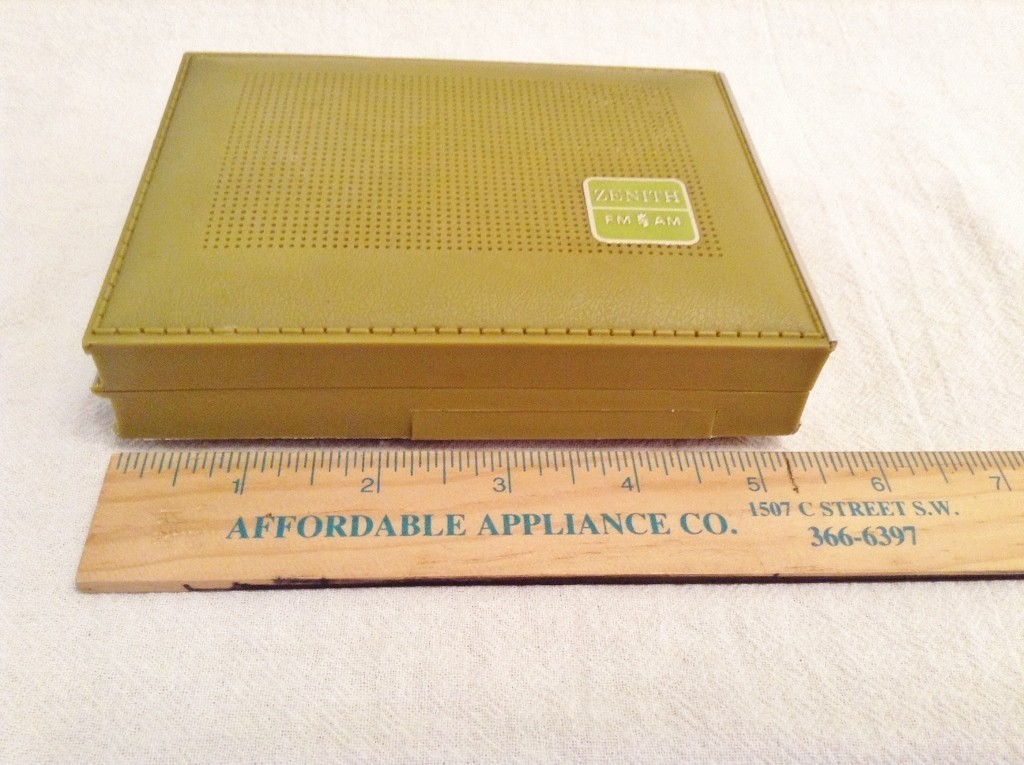 ZENITH
FM AM
1 2 3 4 5 6 7
AFFORDABLE APPLIANCE CO.
1507 C STREET S.W.
366-6397